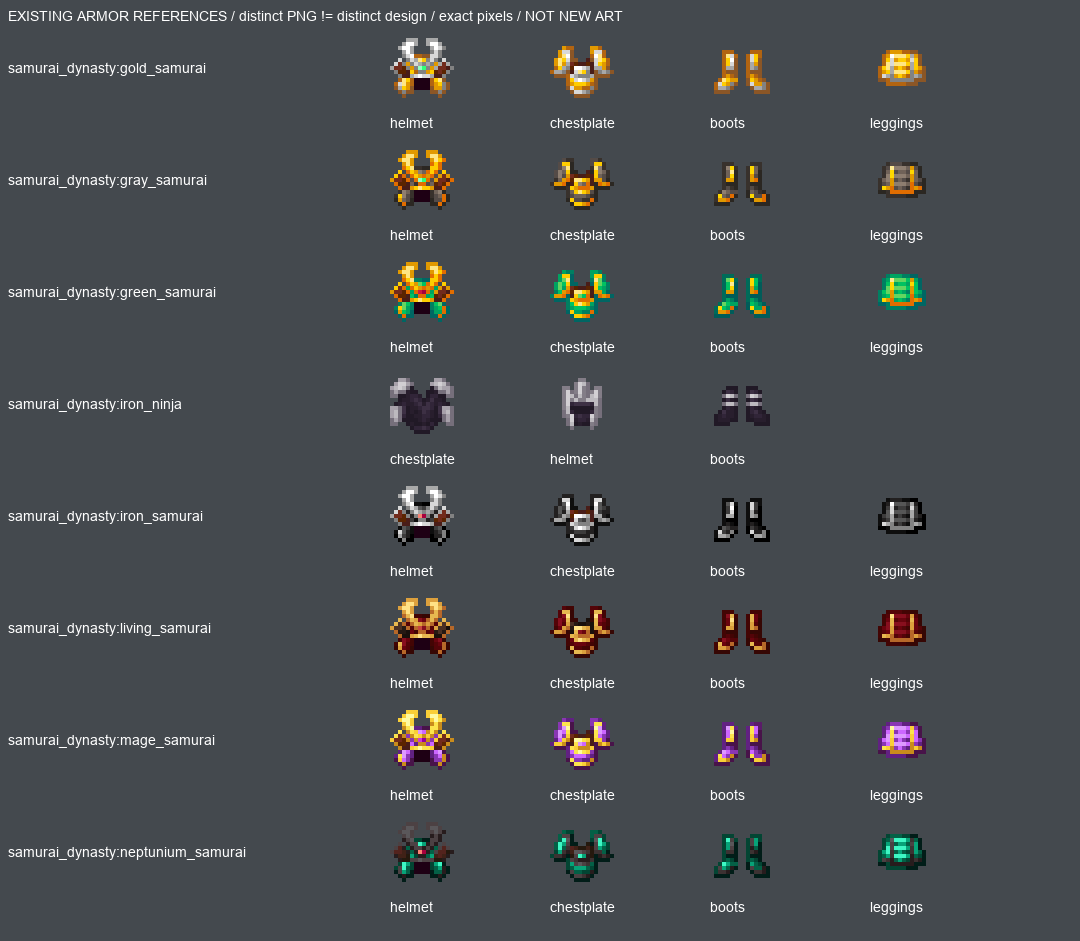 EXISTING ARMOR REFERENCES / distinct PNG != distinct design / exact pixels / NOT NEW ART
samurai_dynasty:gold_samurai
helmet chestplate boots leggings
samurai_dynasty:gray_samurai
helmet chestplate boots leggings
samurai_dynasty:green_samurai
helmet chestplate boots leggings
samurai_dynasty:iron_ninja
chestplate helmet boots
samurai_dynasty:iron_samurai
helmet chestplate boots leggings
samurai_dynasty:living_samurai
helmet chestplate boots leggings
samurai_dynasty:mage_samurai
helmet chestplate boots leggings
samurai_dynasty:neptunium_samurai
helmet chestplate boots leggings